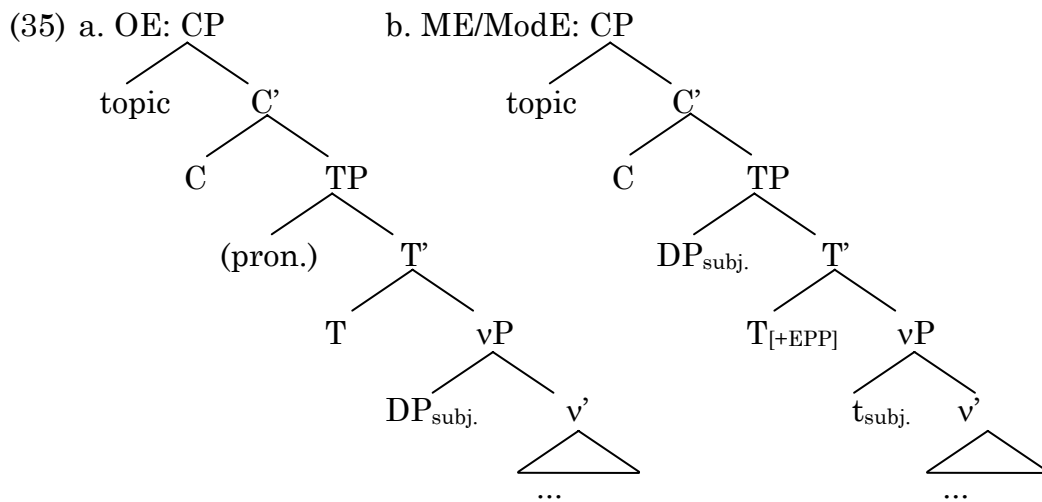 (35) a. OE: CP b. ME/ModE: CP
topic C’ topic C’
C TP C TP
(pron.) T’ DPsubj. T’
T νP T[+EPP] νP
DPsubj. ν’ tsubj. ν’
... ...